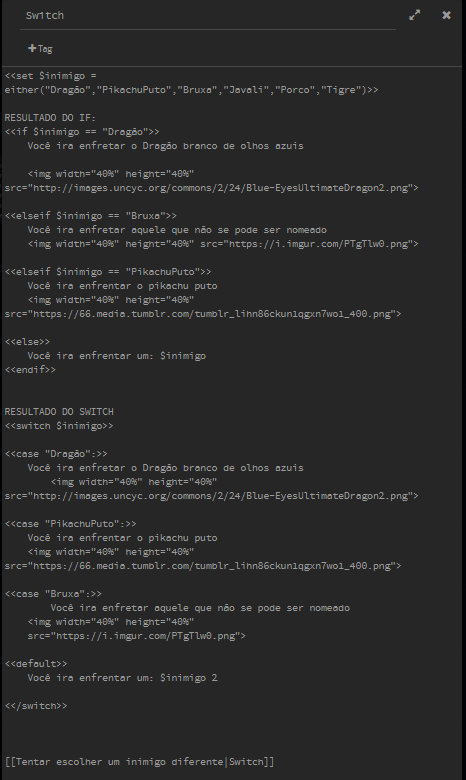 Switch
+Tag
<<set $inimigo =
either("Dragão","PikachuPuto","Bruxa","Javali","Porco","Tigre")>>
RESULTADO DO IF:
<<if $inimigo == "Dragão">>
Você ira enfretar o Dragão branco de olhos azuis
<img width="40%" height="40%"
src="http://images.uncyc.org/commons/2/24/Blue-EyesUltimateDragon2.png">
<<elseif $inimigo == "Bruxa">>
Você ira enfretar aquele que não se pode ser nomeado
<img width="40%" height="40%" src="https://i.imgur.com/PTgTlw0.png">
<<elseif $inimigo == "PikachuPuto">>
Você ira enfrentar o pikachu puto
<img width="40%" height="40%"
src="https://66.media.tumblr.com/tumblr_lihn86ckun1qgxn7wo1_400.png">
<<else>>
Você ira enfrentar um: $inimigo
<<endif>>
RESULTADO DO SWITCH
<<switch $inimigo>>
<<case "Dragão":>>
Você ira enfretar o Dragão branco de olhos azuis
<img width="40%" height="40%"
src="http://images.uncyc.org/commons/2/24/Blue-EyesUltimateDragon2.png">
<<case "PikachuPuto":>>
Você ira enfrentar o pikachu puto
<img width="40%" height="40%"
src="https://66.media.tumblr.com/tumblr_lihn86ckun1qgxn7wo1_400.png">
<<case "Bruxa":>>
Você ira enfretar aquele que não se pode ser nomeado
<img width="40%" height="40%"
src="https://i.imgur.com/PTgTlw0.png">
<<default>>
Você ira enfrentar um: $inimigo 2
<</switch>>
[[Tentar escolher um inimigo diferente|Switch]]